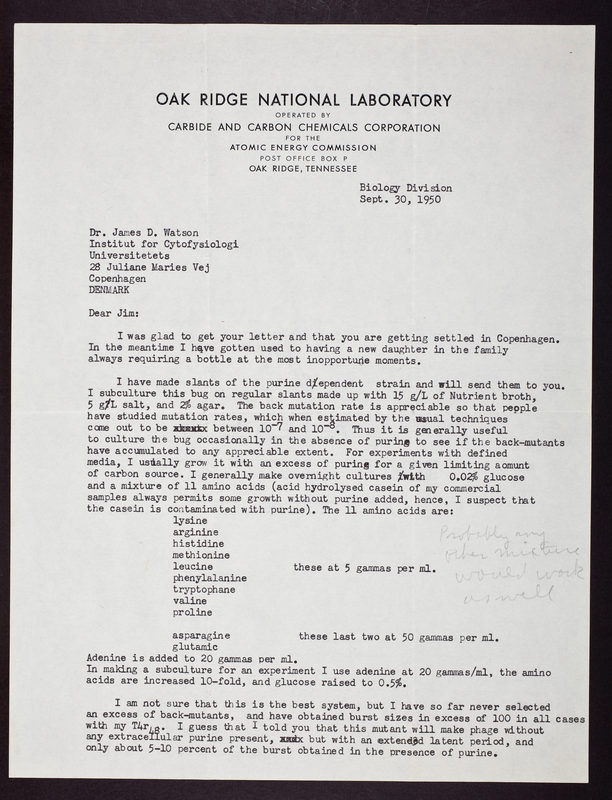 OAK RIDGE NATIONAL LABORATORY
OPERATED BY
CARBIDE AND CARBON CHEMICALS CORPORATION
FOR THE
ATOMIC ENERGY COMMISSION
POST OFFICE BOX P
OAK RIDGE, TENNESSEE
Biology Division
Sept. 30, 1950
Dr. James D. Watson
Institut for Cytofysiologi
Universitetets
28 Juliane Maries Vej
Copenhagen
DENMARK
Dear Jim:
I was glad to get your letter and that you are getting settled in Copenhagen.
In the meantime I have gotten used to having a new daughter in the family
always requiring a bottle at the most inopportune moments.
I have made slants of the purine dependent strain and will send them to you.
I subculture this bug on regular slants made up with 15 g/L of Nutrient broth,
5 g/L salt, and 2% agar. The back mutation rate is appreciable so that people
have studied mutation rates, which when estimated by the usual techniques
come out to be xxxxxx between 10-7 and 10-8. Thus it is generally useful
to culture the bug occasionally in the absence of purine to see if the back-mutants
have accumulated to any appreciable extent. For experiments with defined
media, I usually grow it with an excess of purine for a given limiting aomunt
of carbon source. I generally make overnight cultures with 0.02% glucose
and a mixture of 11 amino acids (acid hydrolysed casein of my commercial
samples always permits some growth without purine added, hence, I suspect that
the casein is contaminated with purine). The 11 amino acids are:
lysine
arginine
histidine
methionine
leucine these at 5 gammas per ml.
phenylalanine
tryptophane
valine
proline
Probably any
other mixture
would work
as well
asparagine these last two at 50 gammas per ml.
glutamic
Adenine is added to 20 gammas per ml.
In making a subculture for an experiment I use adenine at 20 gammas/ml, the amino
acids are increased 10-fold, and glucose raised to 0.5%.
I am not sure that this is the best system, but I have so far never selected
an excess of back-mutants, and have obtained burst sizes in excess of 100 in all cases
with my T4r48. I guess that I told you that this mutant will make phage without
any extracellular purine present, xxxx but with an extended latent period, and
only about 5-10 percent of the burst obtained in the presence of purine.